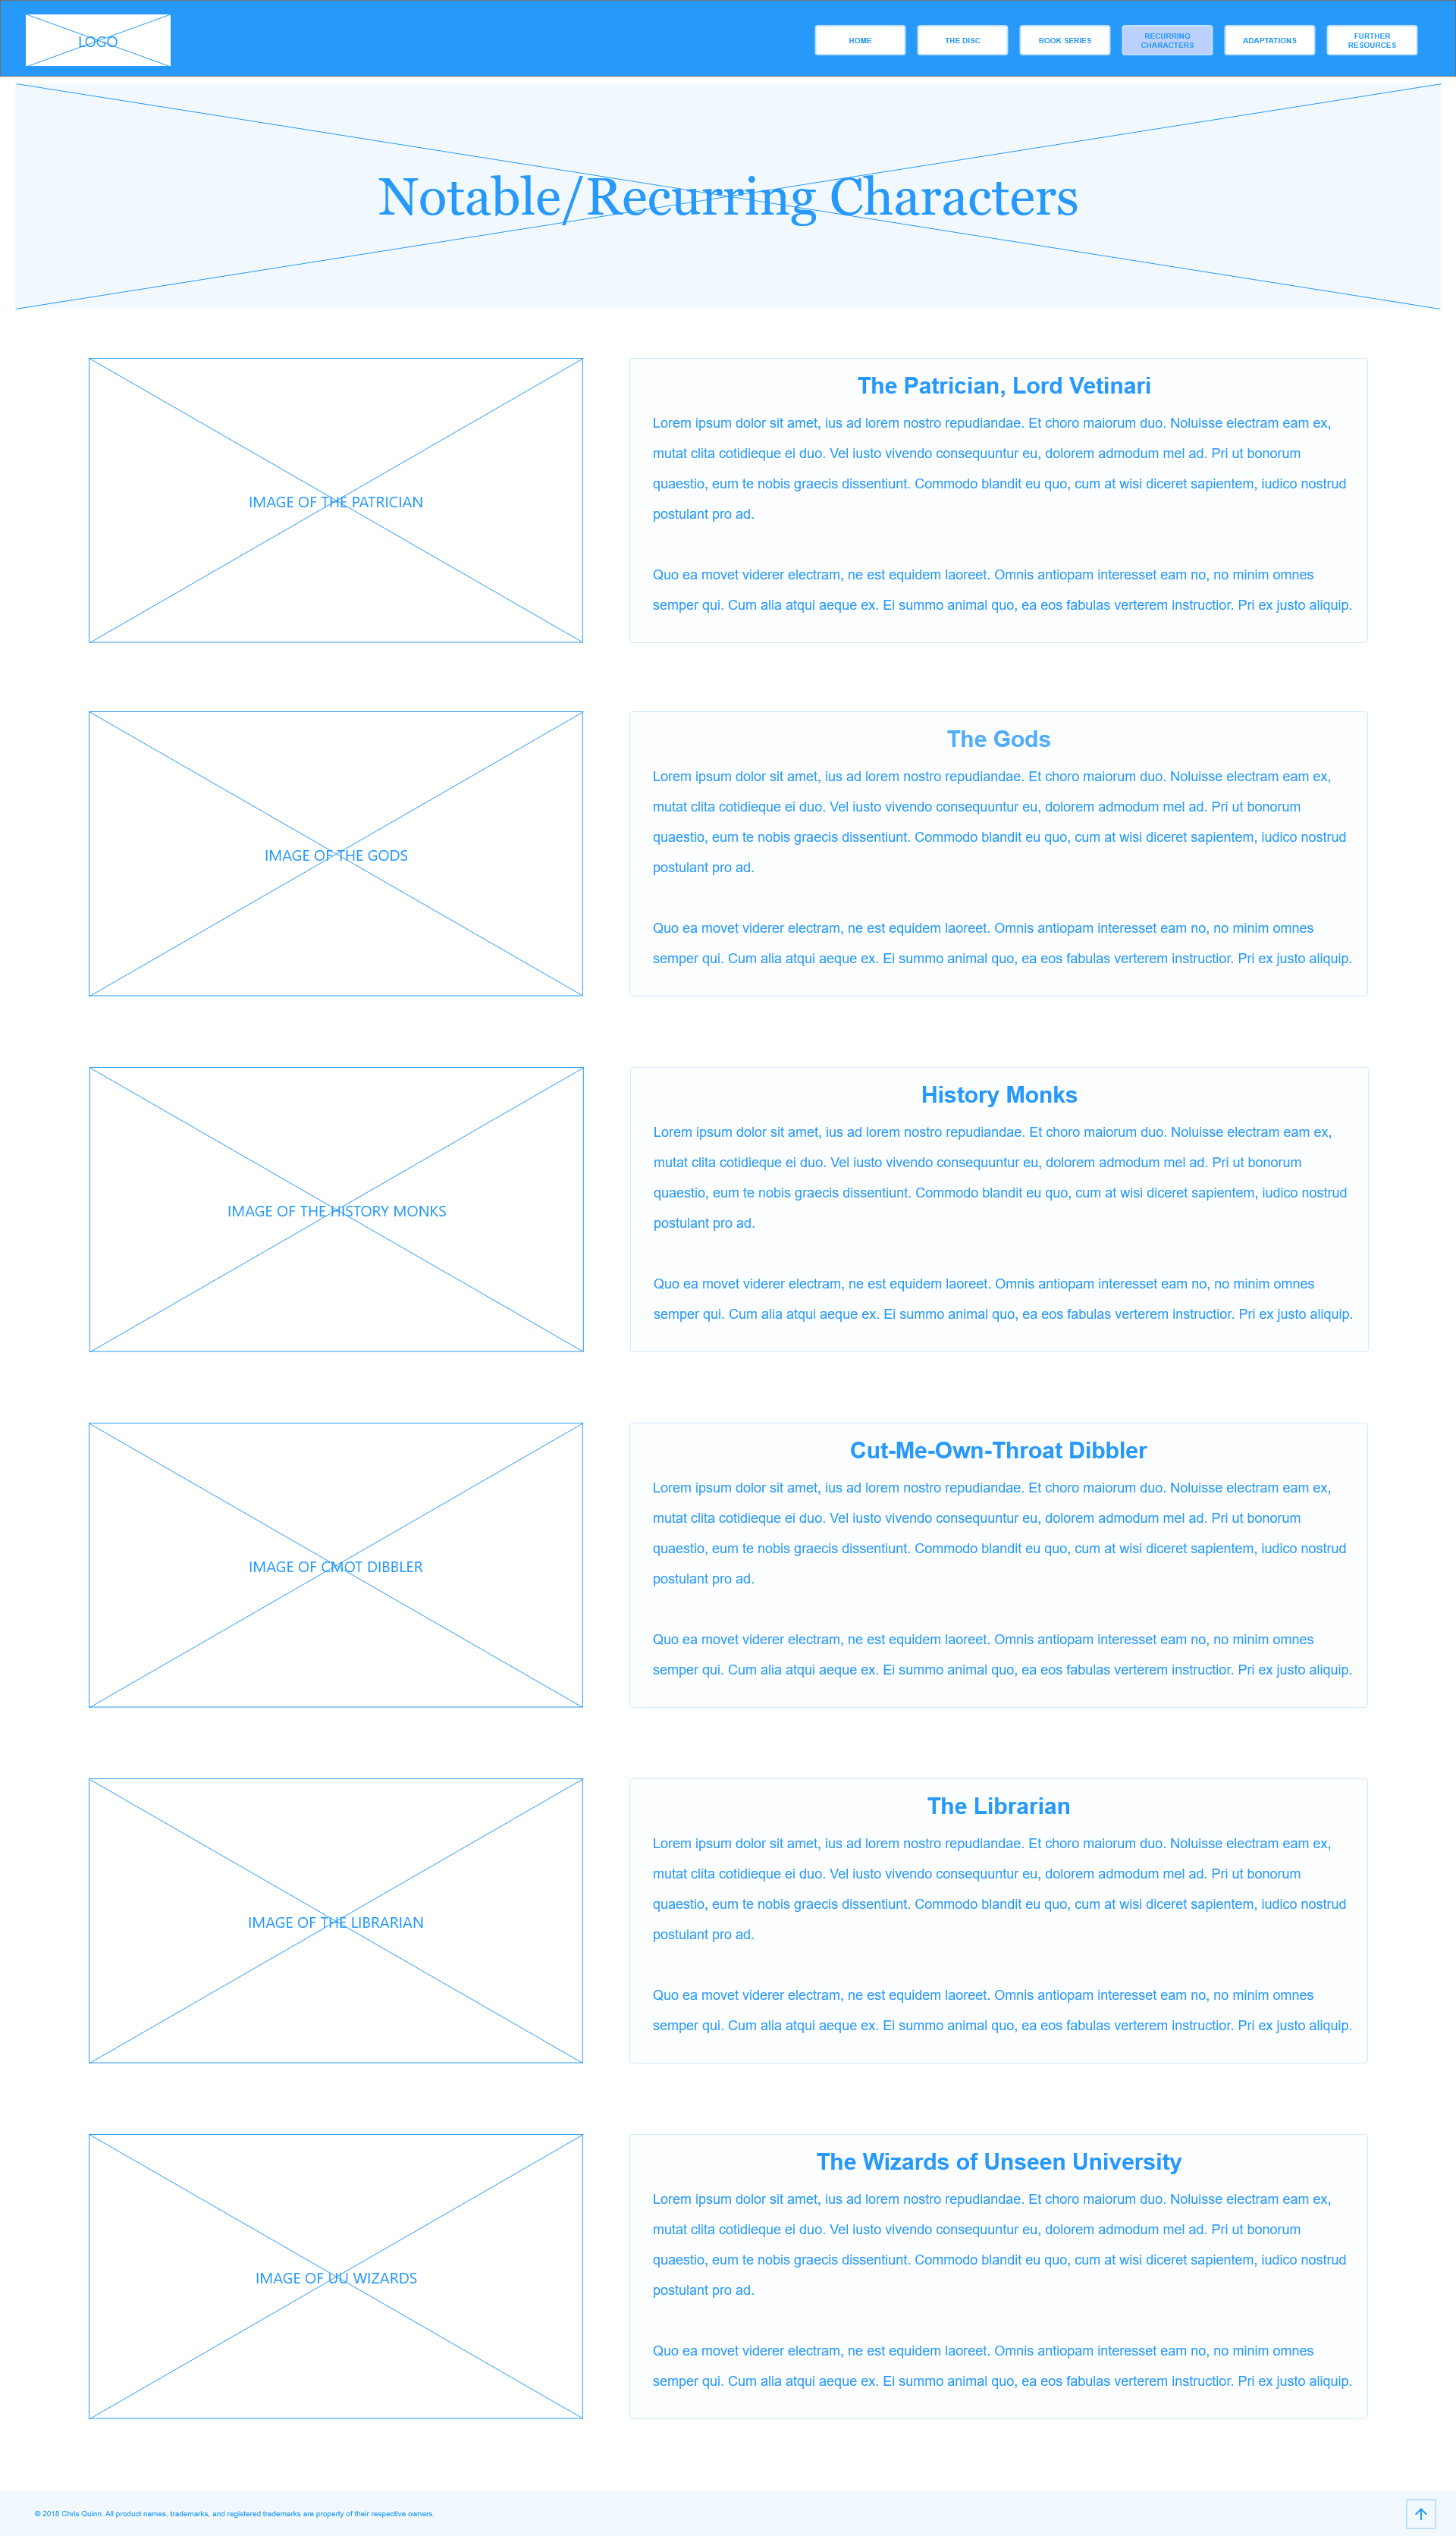 LOGO
HOME
THE DISC
BOOK SERIES
RECURRING
CHARACTERS
ADAPTATIONS
FURTHER
RESOURCES
Notable/Recurring Characters
IMAGE OF THE PATRICIAN
The Patrician, Lord Vetinari
Lorem ipsum dolor sit amet, ius ad lorem nostro repudiandae. Et choro maiorum duo. Noluisse electram eam ex,
mutat clita cotidieque ei duo. Vel iusto vivendo consequuntur eu, dolorem admodum mel ad. Pri ut bonorum
quaestio, eum te nobis graecis dissentiunt. Commodo blandit eu quo, cum at wisi diceret sapientem, iudico nostrud
postulant pro ad.
Quo ea movet viderer electram, ne est equidem laoreet. Omnis antiopam interesset eam no, no minim omnes
semper qui. Cum alia atqui aeque ex. Ei summo animal quo, ea eos fabulas verterem instructior. Pri ex justo aliquip.
IMAGE OF THE GODS
The Gods
Lorem ipsum dolor sit amet, ius ad lorem nostro repudiandae. Et choro maiorum duo. Noluisse electram eam ex,
mutat clita cotidieque ei duo. Vel iusto vivendo consequuntur eu, dolorem admodum mel ad. Pri ut bonorum
quaestio, eum te nobis graecis dissentiunt. Commodo blandit eu quo, cum at wisi diceret sapientem, iudico nostrud
postulant pro ad.
Quo ea movet viderer electram, ne est equidem laoreet. Omnis antiopam interesset eam no, no minim omnes
semper qui. Cum alia atqui aeque ex. Ei summo animal quo, ea eos fabulas verterem instructior. Pri ex justo aliquip.
IMAGE OF THE HISTORY MONKS
History Monks
Lorem ipsum dolor sit amet, ius ad lorem nostro repudiandae. Et choro maiorum duo. Noluisse electram eam ex,
mutat clita cotidieque ei duo. Vel iusto vivendo consequuntur eu, dolorem admodum mel ad. Pri ut bonorum
quaestio, eum te nobis graecis dissentiunt. Commodo blandit eu quo, cum at wisi diceret sapientem, iudico nostrud
postulant pro ad.
Quo ea movet viderer electram, ne est equidem laoreet. Omnis antiopam interesset eam no, no minim omnes
semper qui. Cum alia atqui aeque ex. Ei summo animal quo, ea eos fabulas verterem instructior. Pri ex justo aliquip.
IMAGE OF CMOT DIBBLER
Cut-Me-Own-Throat Dibbler
Lorem ipsum dolor sit amet, ius ad lorem nostro repudiandae. Et choro maiorum duo. Noluisse electram eam ex,
mutat clita cotidieque ei duo. Vel iusto vivendo consequuntur eu, dolorem admodum mel ad. Pri ut bonorum
quaestio, eum te nobis graecis dissentiunt. Commodo blandit eu quo, cum at wisi diceret sapientem, iudico nostrud
postulant pro ad.
Quo ea movet viderer electram, ne est equidem laoreet. Omnis antiopam interesset eam no, no minim omnes
semper qui. Cum alia atqui aeque ex. Ei summo animal quo, ea eos fabulas verterem instructior. Pri ex justo aliquip.
IMAGE OF THE LIBRARIAN
The Librarian
Lorem ipsum dolor sit amet, ius ad lorem nostro repudiandae. Et choro maiorum duo. Noluisse electram eam ex,
mutat clita cotidieque ei duo. Vel iusto vivendo consequuntur eu, dolorem admodum mel ad. Pri ut bonorum
quaestio, eum te nobis graecis dissentiunt. Commodo blandit eu quo, cum at wisi diceret sapientem, iudico nostrud
postulant pro ad.
Quo ea movet viderer electram, ne est equidem laoreet. Omnis antiopam interesset eam no, no minim omnes
semper qui. Cum alia atqui aeque ex. Ei summo animal quo, ea eos fabulas verterem instructior. Pri ex justo aliquip.
IMAGE OF UU WIZARDS
The Wizards of Unseen University
Lorem ipsum dolor sit amet, ius ad lorem nostro repudiandae. Et choro maiorum duo. Noluisse electram eam ex,
mutat clita cotidieque ei duo. Vel iusto vivendo consequuntur eu, dolorem admodum mel ad. Pri ut bonorum
quaestio, eum te nobis graecis dissentiunt. Commodo blandit eu quo, cum at wisi diceret sapientem, iudico nostrud
postulant pro ad.
Quo ea movet viderer electram, ne est equidem laoreet. Omnis antiopam interesset eam no, no minim omnes
semper qui. Cum alia atqui aeque ex. Ei summo animal quo, ea eos fabulas verterem instructior. Pri ex justo aliquip.
© 2018 Chris Quinn. All product names, trademarks, and registered trademarks are property of their respective owners.